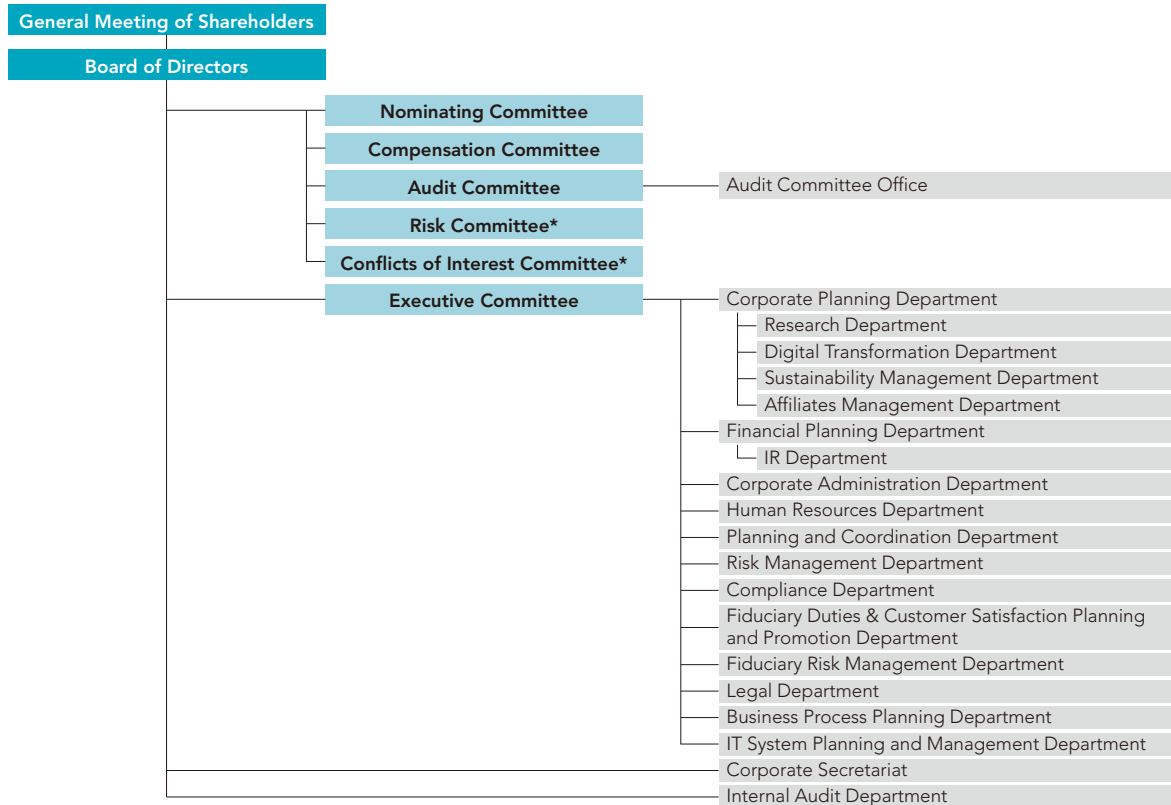 General Meeting of Shareholders
Board of Directors
Nominating Committee
Compensation Committee
Audit Committee
Audit Committee Office
Risk Committee*
Conflicts of Interest Committee*
Executive Committee
Corporate Planning Department
Research Department
Digital Transformation Department
Sustainability Management Department
Affiliates Management Department
Financial Planning Department
IR Department
Corporate Administration Department
Human Resources Department
Planning and Coordination Department
Risk Management Department
Compliance Department
Fiduciary Duties & Customer Satisfaction Planning
and Promotion Department
Fiduciary Risk Management Department
Legal Department
Business Process Planning Department
IT System Planning and Management Department
Corporate Secretariat
Internal Audit Department